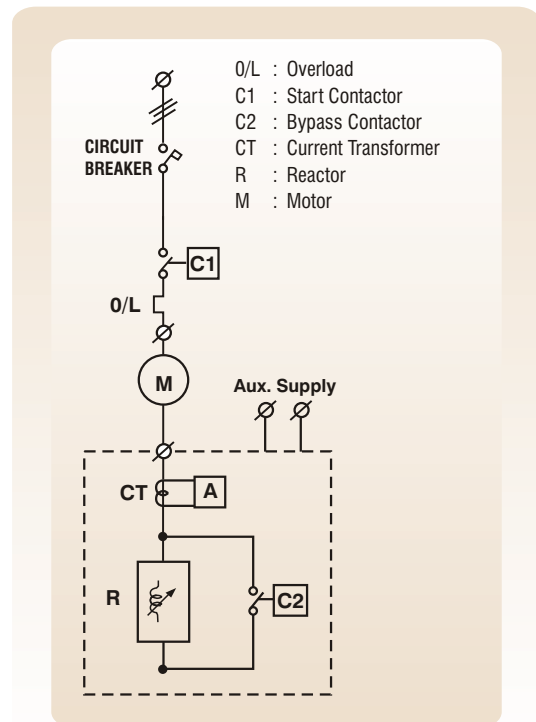 0/L : Overload
C1 : Start Contactor
C2 : Bypass Contactor
CT : Current Transformer
R : Reactor
M : Motor
CIRCUIT
BREAKER
C1
0/L
M
Aux. Supply
CT
A
R
C2